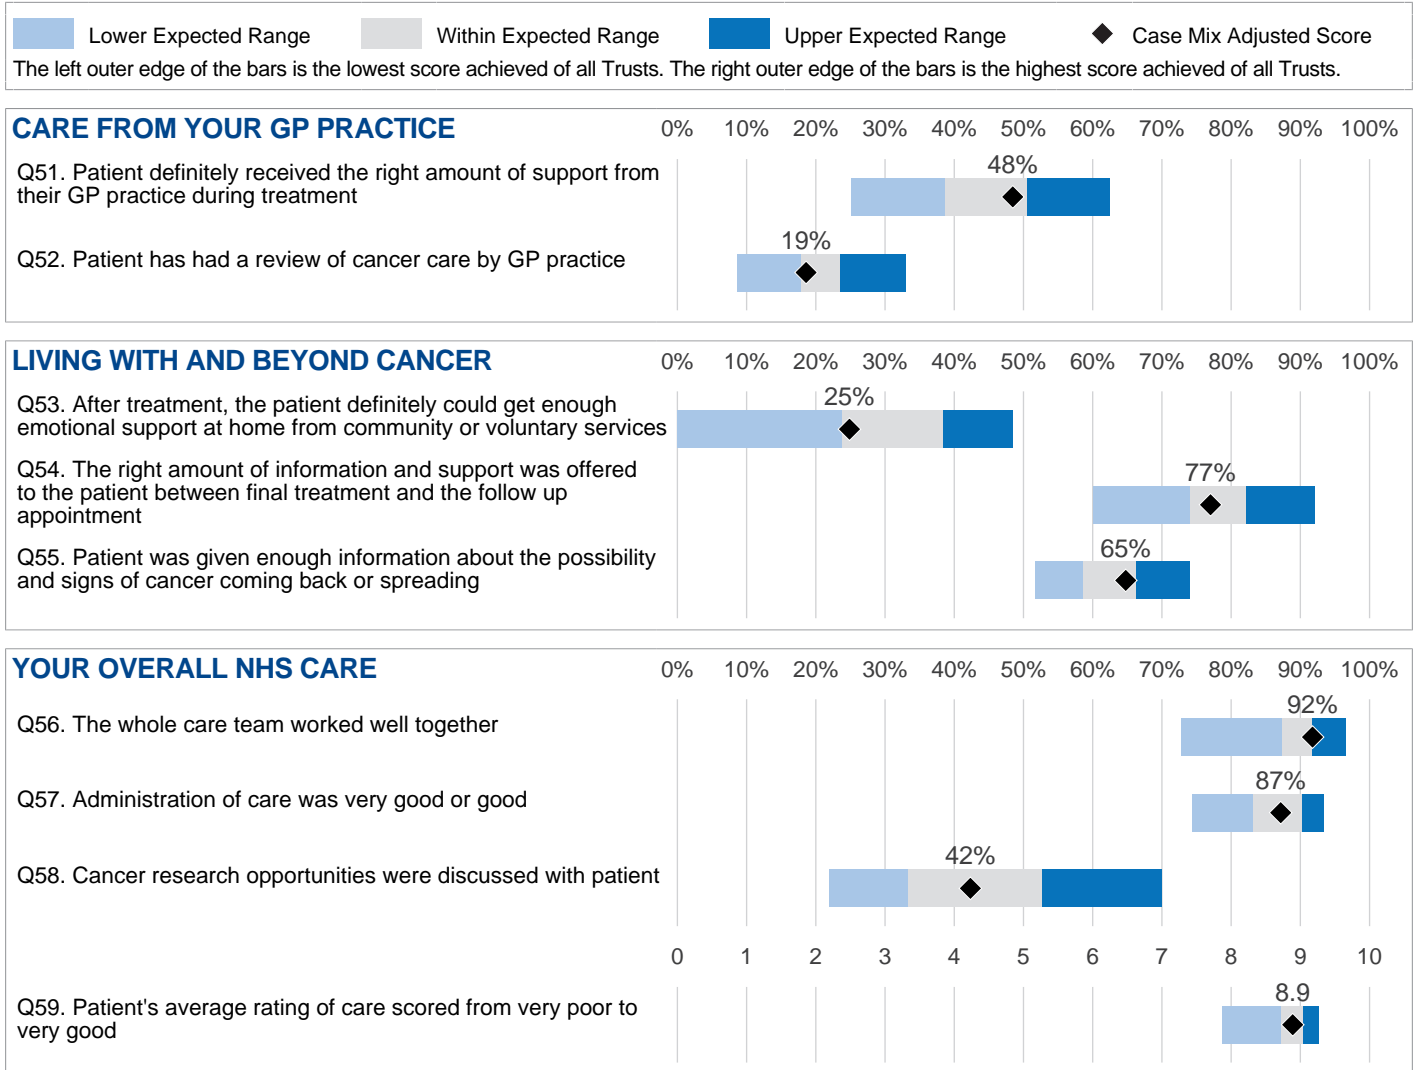 Lower Expected Range Within Expected Range Upper Expected Range Case Mix Adjusted Score
The left outer edge of the bars is the lowest score achieved of all Trusts. The right outer edge of the bars is the highest score achieved of all Trusts.
CARE FROM YOUR GP PRACTICE 0% 10% 20% 30% 40% 50% 60% 70% 80% 90% 100%
48%
Q51. Patient definitely received the right amount of support from
their GP practice during treatment
19%
Q52. Patient has had a review of cancer care by GP practice
LIVING WITH AND BEYOND CANCER 0% 10% 20% 30% 40% 50% 60% 70% 80% 90% 100%
25%
Q53. After treatment, the patient definitely could get enough
emotional support at home from community or voluntary services
Q54. The right amount of information and support was offered
77%
to the patient between final treatment and the follow up
appointment
65%
Q55. Patient was given enough information about the possibility
and signs of cancer coming back or spreading
YOUR OVERALL NHS CARE 0% 10% 20% 30% 40% 50% 60% 70% 80% 90% 100%
92%
Q56. The whole care team worked well together
87%
Q57. Administration of care was very good or good
42%
Q58. Cancer research opportunities were discussed with patient
0 1 2 3 4 5 6 7 8 9 10
8.9
Q59. Patient's average rating of care scored from very poor to
very good